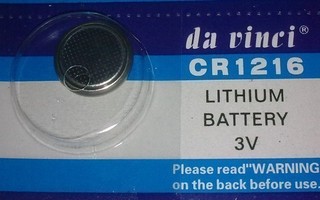 da vinci®
CR1216
LITHIUM
BATTERY
3V
Please read"WARNING
on the back before use.